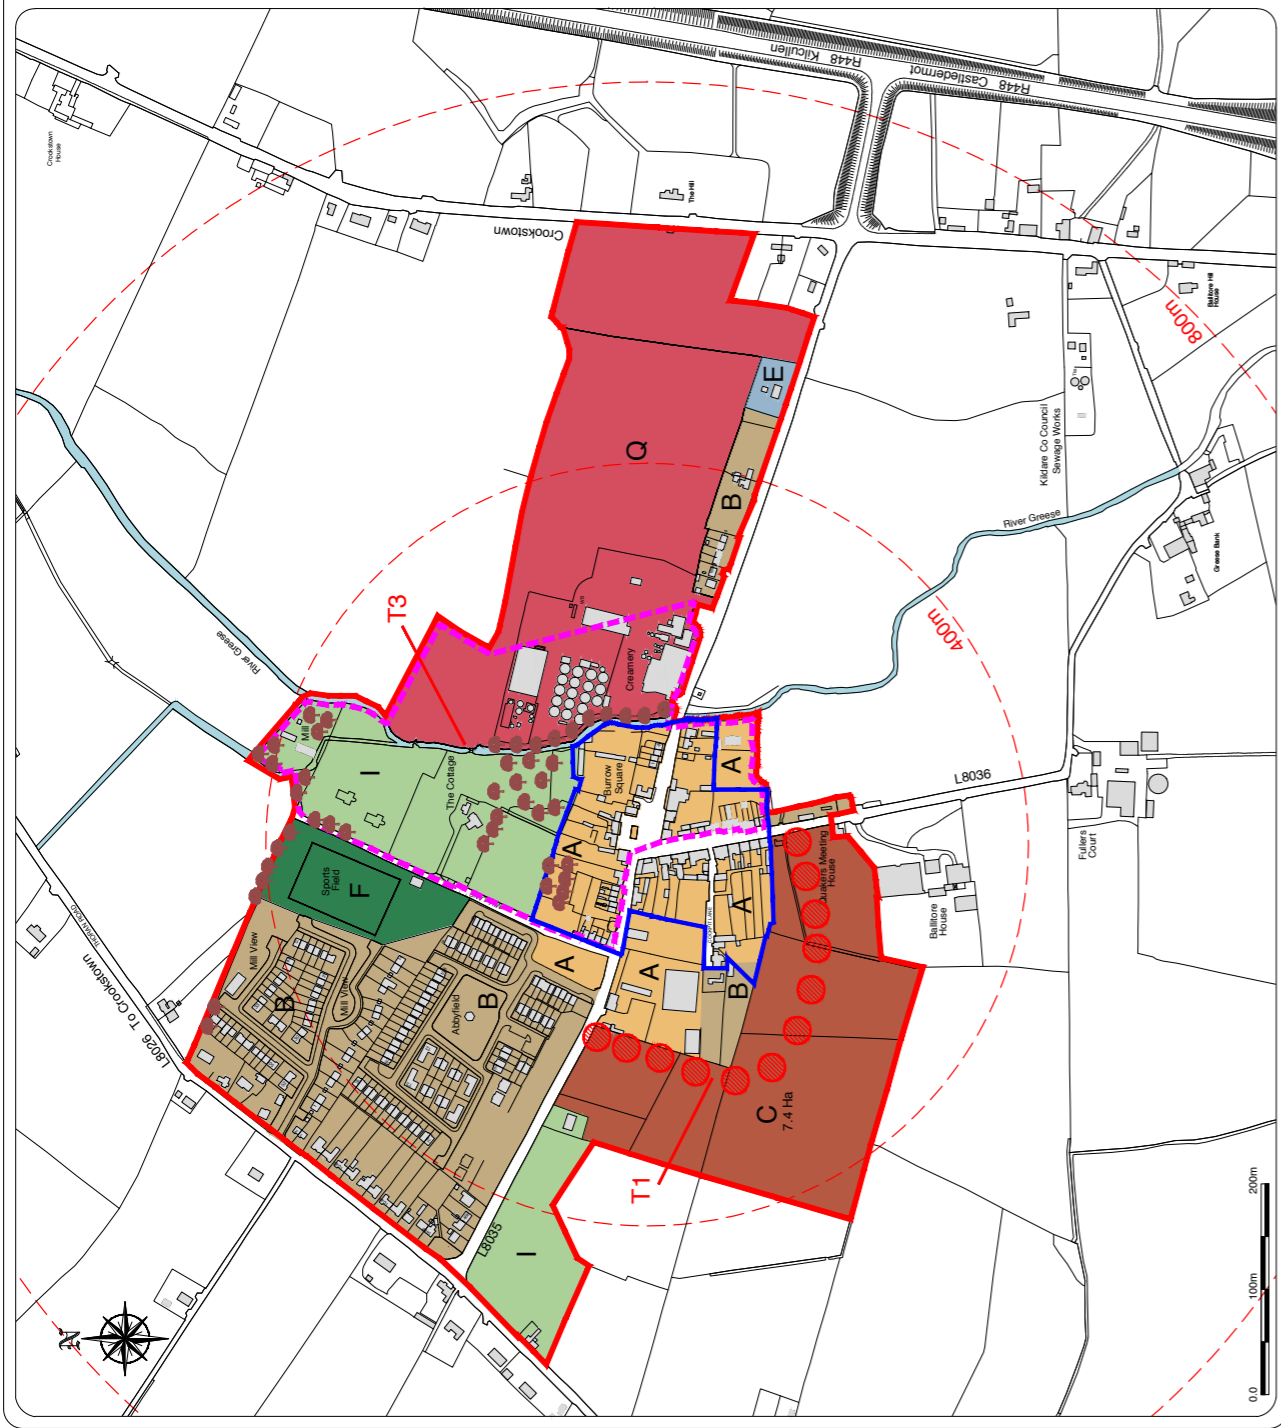 Crookstown
House
R448 Kilcullen
R448 Castledermot
The Hill
Crookstown
Ballitore Hill
House
800m
E
Q
B
Kildare Co Council
Sewage Works
River Greese
Greese Bank
400m
T3
River Greese
Creamery
Mill
I
The Cottage
Burrow
Square
A
A
L8036
Fullers
Court
Quakers Meeting
House
Ballitore
House
Sports
Field
F
THOMAN ROAD
L8026 To Crookstown
Mill View
B
Mill View
Abbyfield
B
A
A
A
B
C
7.4 Ha
T1
L8035
I
N
0.0
100m
200m